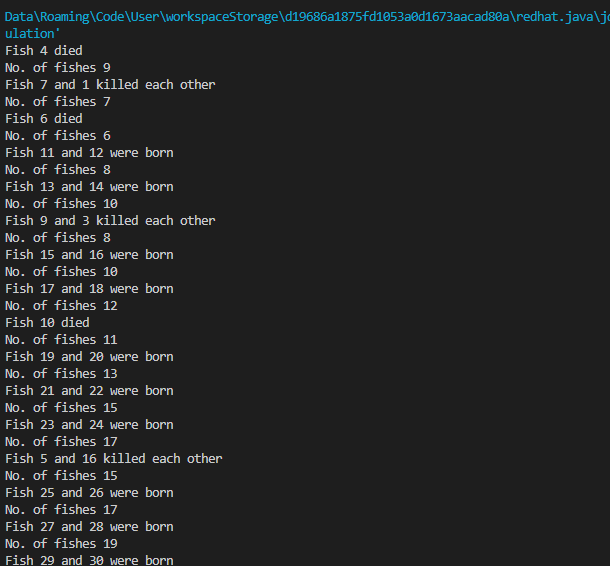 Data\Roaming\Code\User\workspaceStorage\d19686a1875fd1053a0d1673aacad80a\redhat.java\j
ulation'
Fish 4 died
No. of fishes 9
Fish 7 and 1 killed each other
No. of fishes 7
Fish 6 died
No. of fishes 6
Fish 11 and 12 were born
No. of fishes 8
Fish 13 and 14 were born
No. of fishes 10
Fish 9 and 3 killed each other
No. of fishes 8
Fish 15 and 16 were born
No. of fishes 10
Fish 17 and 18 were born
No. of fishes 12
Fish 10 died
No. of fishes 11
Fish 19 and 20 were born
No. of fishes 13
Fish 21 and 22 were born
No. of fishes 15
Fish 23 and 24 were born
No. of fishes 17
Fish 5 and 16 killed each other
No. of fishes 15
Fish 25 and 26 were born
No. of fishes 17
Fish 27 and 28 were born
No. of fishes 19
Fish 29 and 30 were born